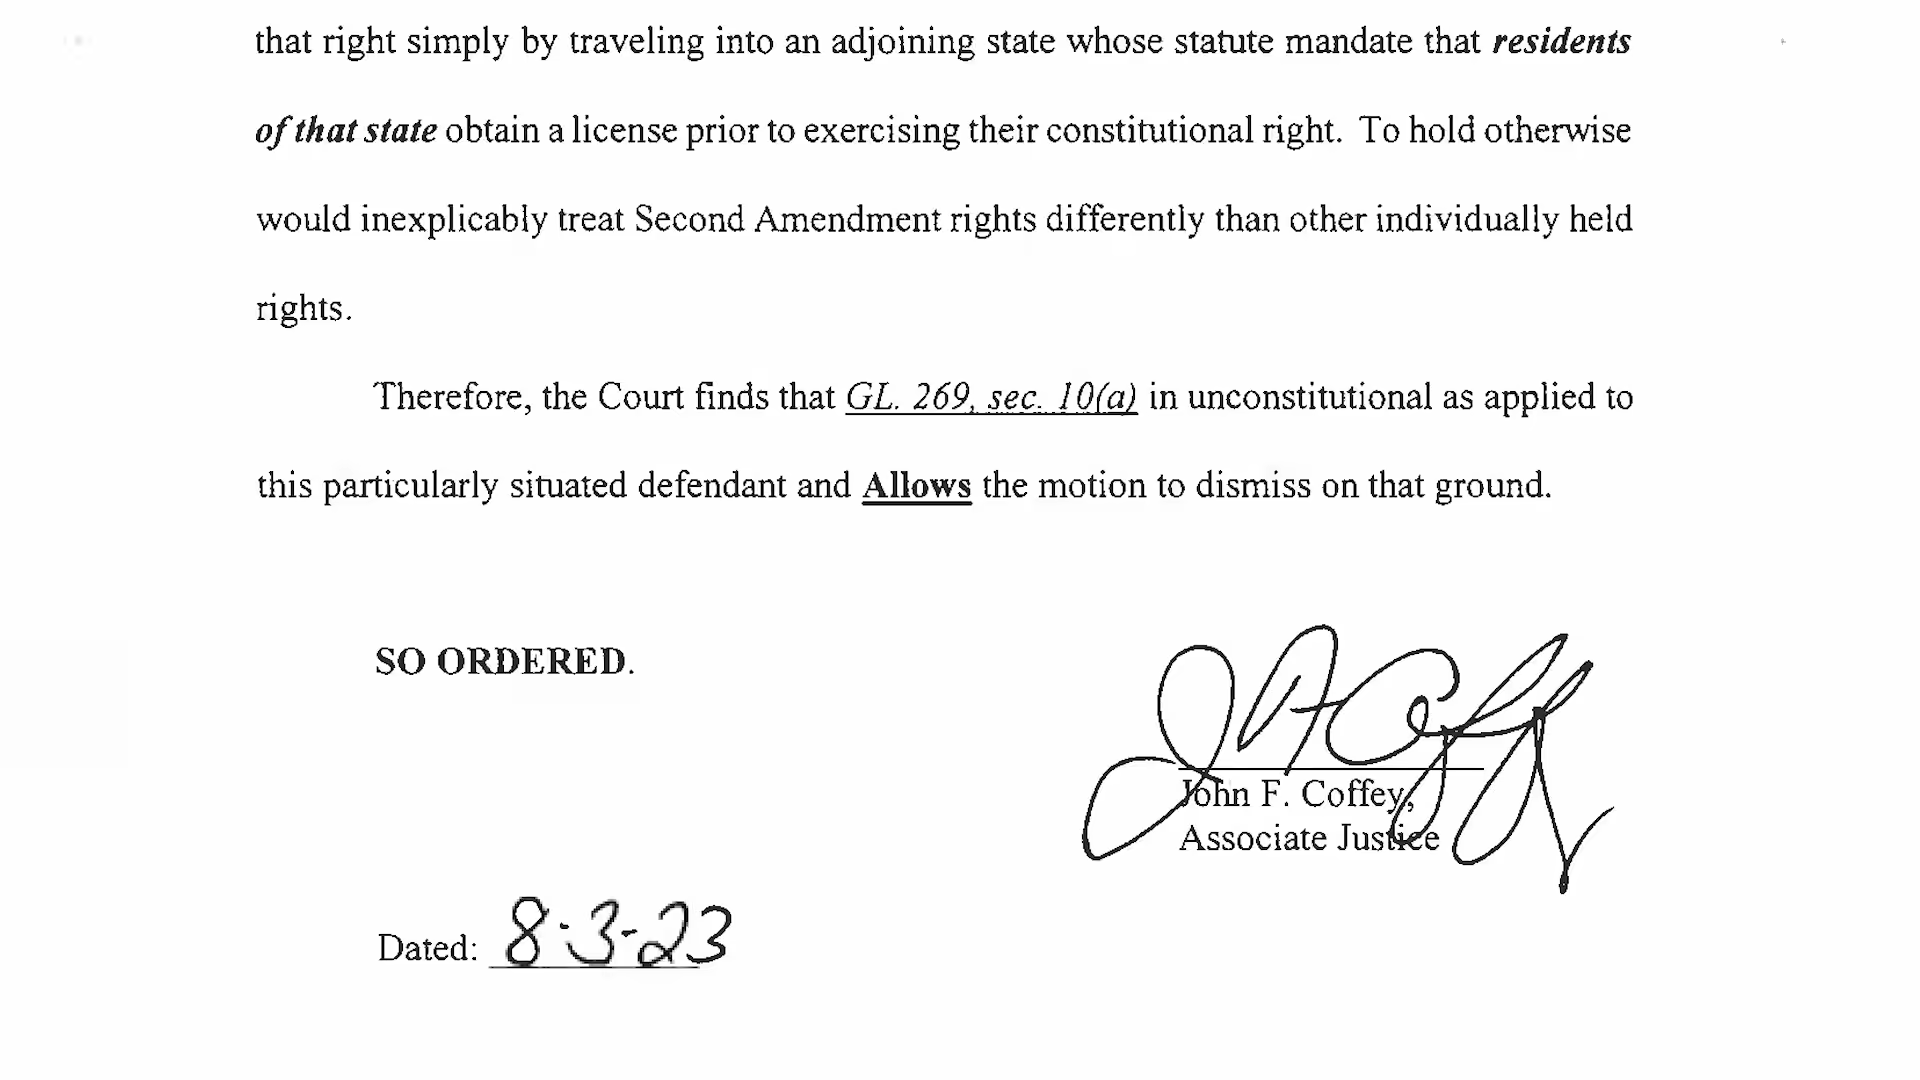 that right simply by traveling into an adjoining state whose statute mandate that residents
of that state obtain a license prior to exercising their constitutional right. To hold otherwise
would inexplicably treat Second Amendment rights differently than other individually held
rights.
Therefore, the Court finds that GL. 269, sec. 10(a) in unconstitutional as applied to
this particularly situated defendant and Allows the motion to dismiss on that ground.
SO ORDERED.
John F. Coffey,
Associate Justice
Dated: 8-3-23